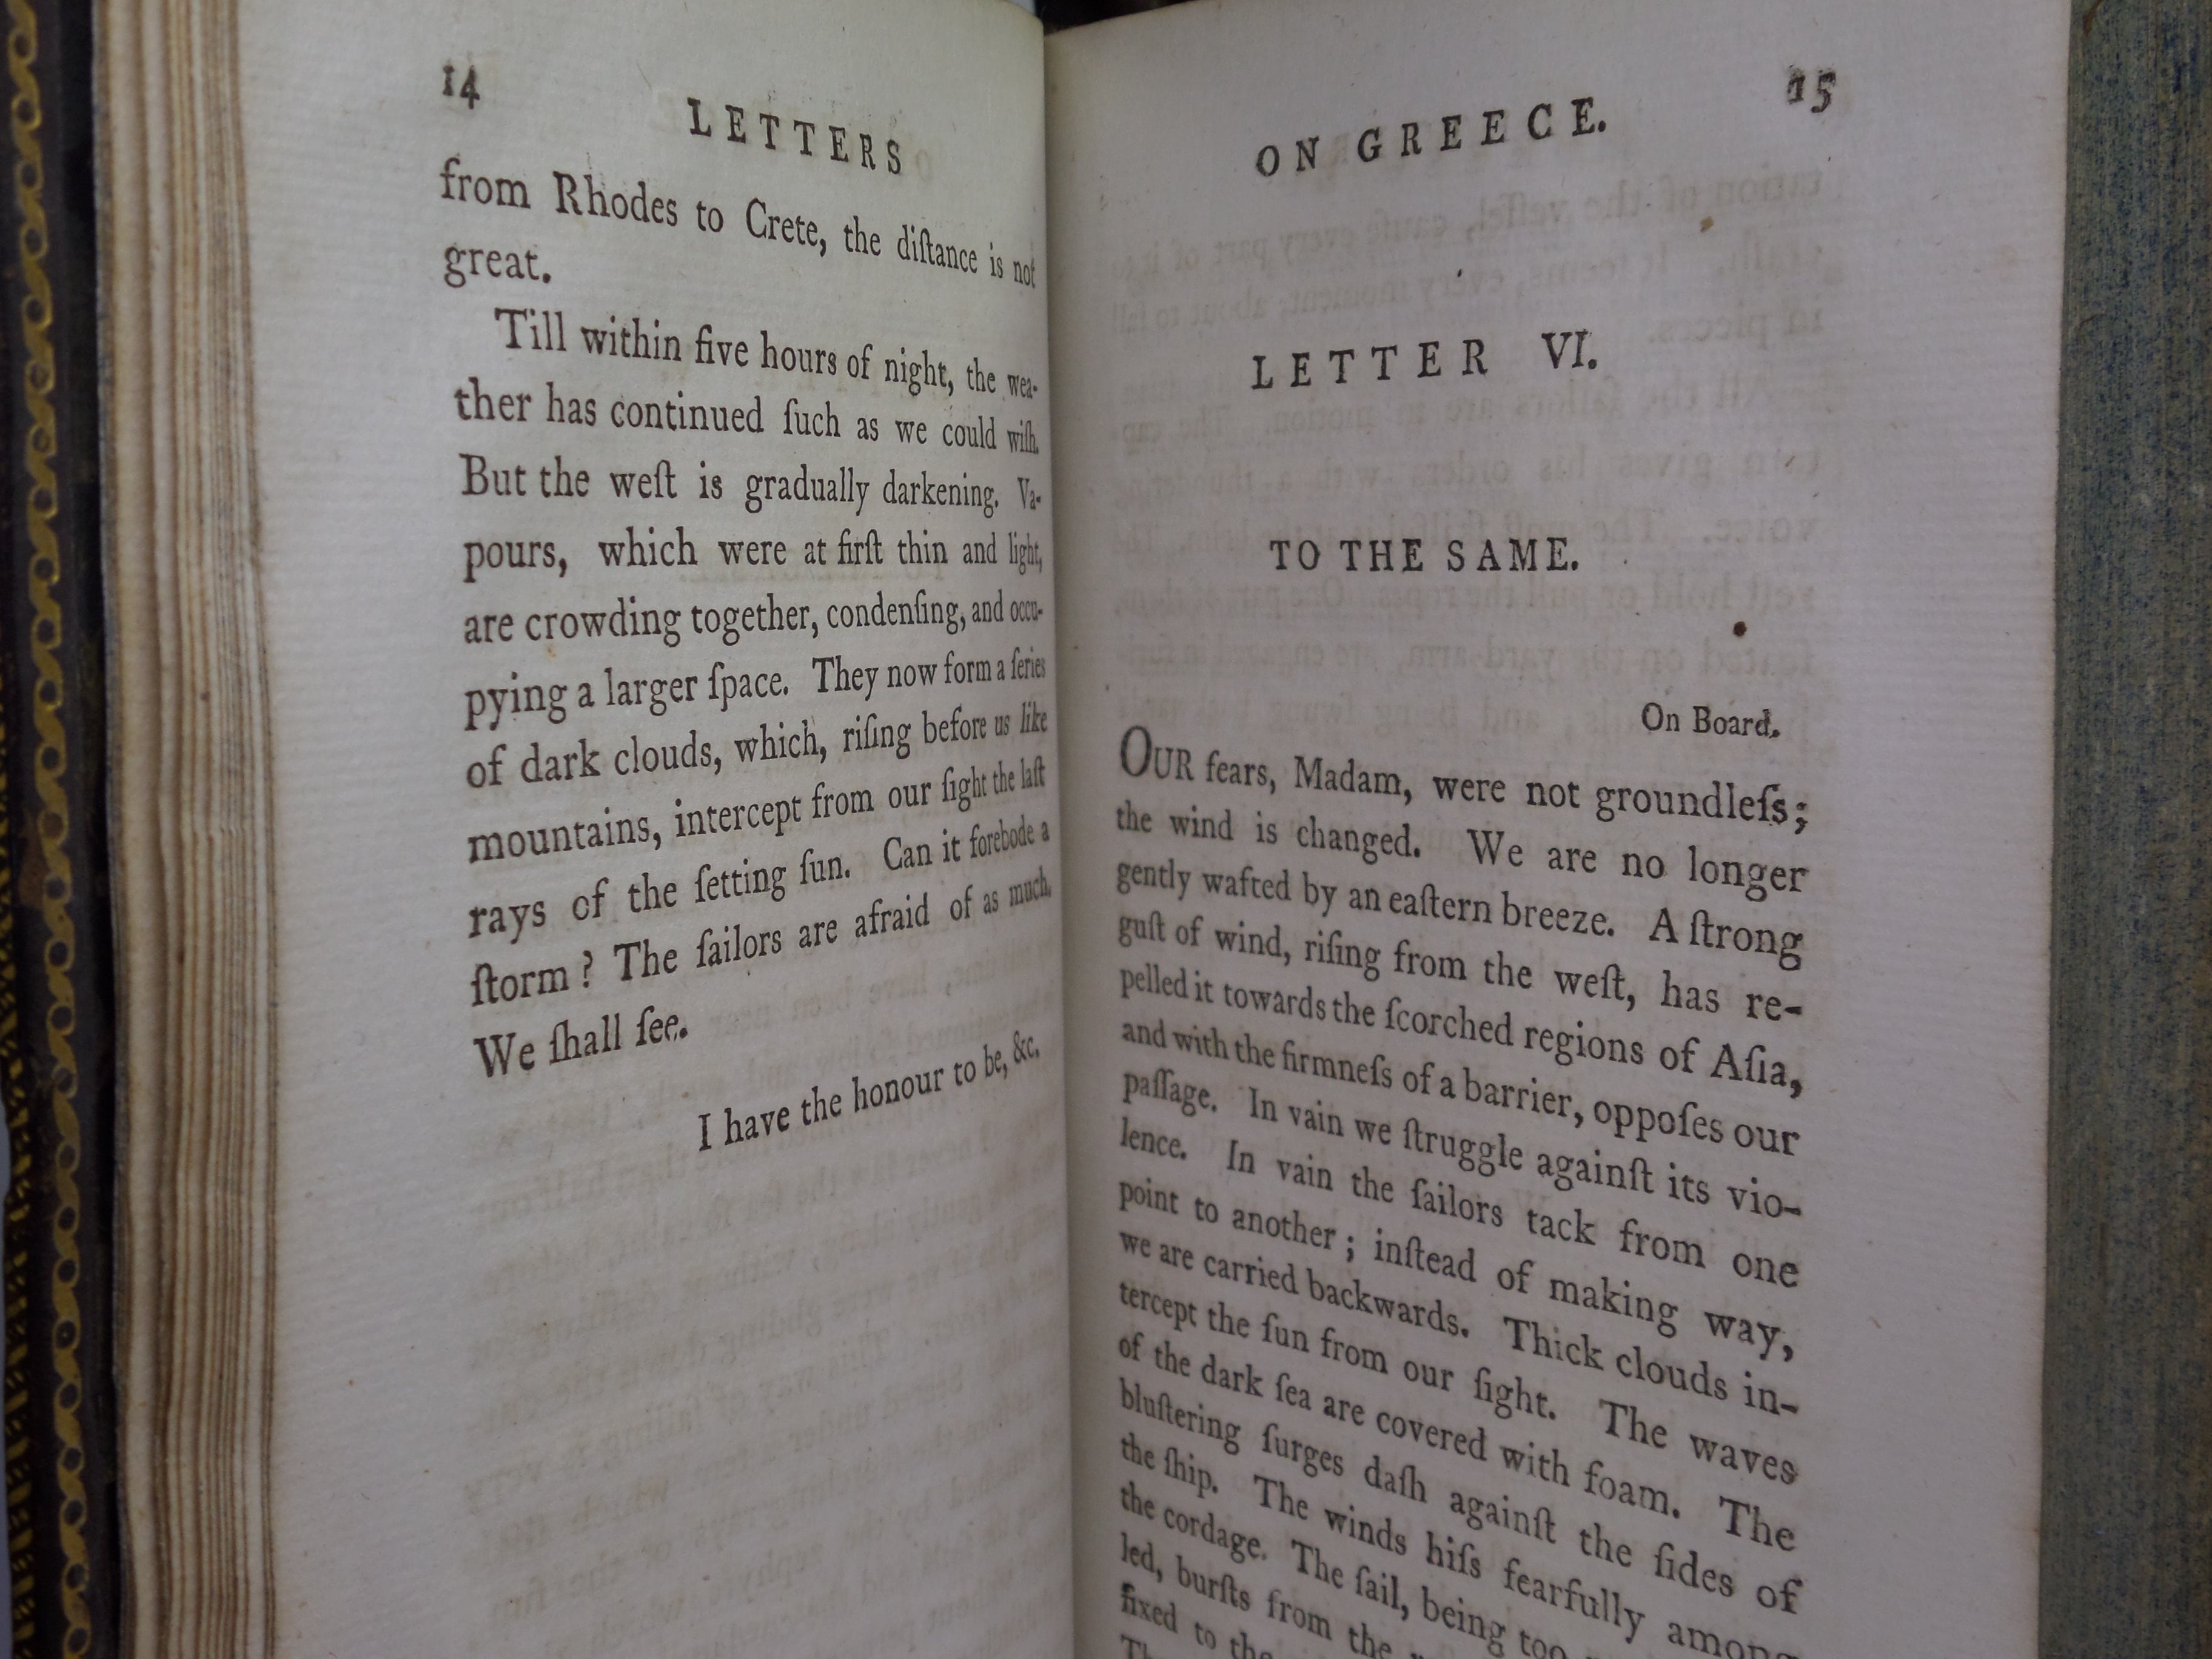 14
LETTERS
from Rhodes to Crete, the diſtance is not
great.
Till within five hours of night, the wea-
ther has continued ſuch as we could wiſh.
But the weſt is gradually darkening. Va-
pours, which were at firſt thin and light,
are crowding together, condenſing, and occu-
pying a larger ſpace. They now form a ſeries
of dark clouds, which, riſing before us like
mountains, intercept from our ſight the laſt
rays of the ſetting ſun. Can it forebode a
ſtorm? The ſailors are afraid of as much.
We ſhall ſee.
I have the honour to be, &c.
ON GREECE.
15
LETTER VI.
TO THE SAME.
On Board.
OUR fears, Madam, were not groundleſs;
the wind is changed. We are no longer
gently wafted by an eaſtern breeze. A ſtrong
guſt of wind, riſing from the weſt, has re-
pelled it towards the ſcorched regions of Aſia,
and with the firmneſs of a barrier, oppoſes our
paſſage. In vain we ſtruggle againſt its vio-
lence. In vain the ſailors tack from one
point to another; inſtead of making way,
we are carried backwards. Thick clouds in-
tercept the ſun from our ſight. The waves
of the dark ſea are covered with foam. The
bluſtering ſurges daſh againſt the ſides of
the ſhip. The winds hiſs fearfully among
the cordage. The ſail, being too
led, burſts from the
fixed to the